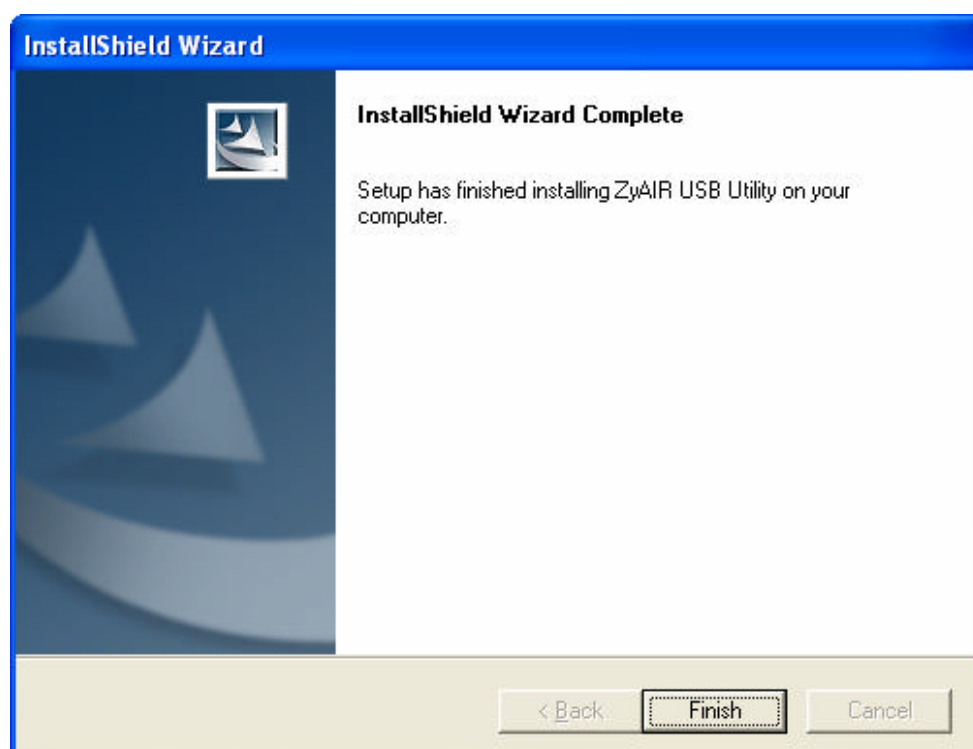 InstallShield Wizard
InstallShield Wizard Complete
Setup has finished installing ZyAIR USB Utility on your
computer.
< Back
Finish
Cancel